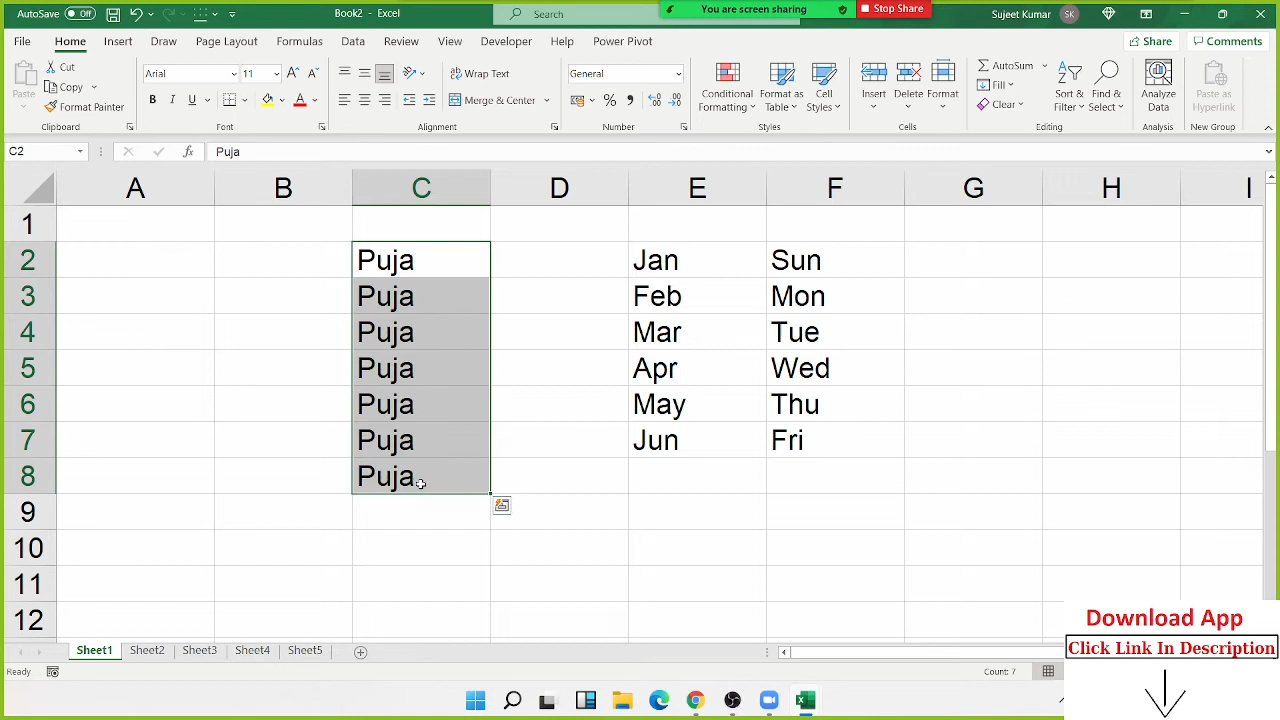 AutoSave Off Book2 - Excel Search You are screen sharing Stop Share Sujeet Kumar SK
File Home Insert Draw Page Layout Formulas Data Review View Developer Help Power Pivot Share Comments
Paste Cut Copy Format Painter
Clipboard
Arial 11
B I U
Font
Wrap Text
Merge & Center
Alignment
General
Number
Conditional Formatting Format as Table Cell Styles
Styles
Insert Delete Format
Cells
AutoSum Fill Clear
Sort & Filter Find & Select
Editing
Analyze Data
Analysis
Paste as Hyperlink
New Group
C2 fx Puja
A B C D E F G H I
1
2 Puja Jan Sun
3 Puja Feb Mon
4 Puja Mar Tue
5 Puja Apr Wed
6 Puja May Thu
7 Puja Jun Fri
8 Puja
9
10
11
12
Sheet1 Sheet2 Sheet3 Sheet4 Sheet5
Ready Count: 7
Download App
Click Link In Description